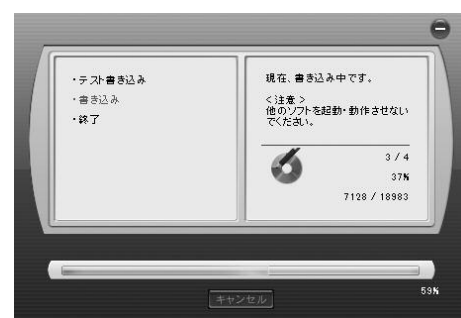 ・テスト書き込み
・書き込み
・終了
現在、書き込み中です。
<注意>
他のソフトを起動・動作させない
でください。
3 / 4
37%
7128 / 18983
59%
キャンセル